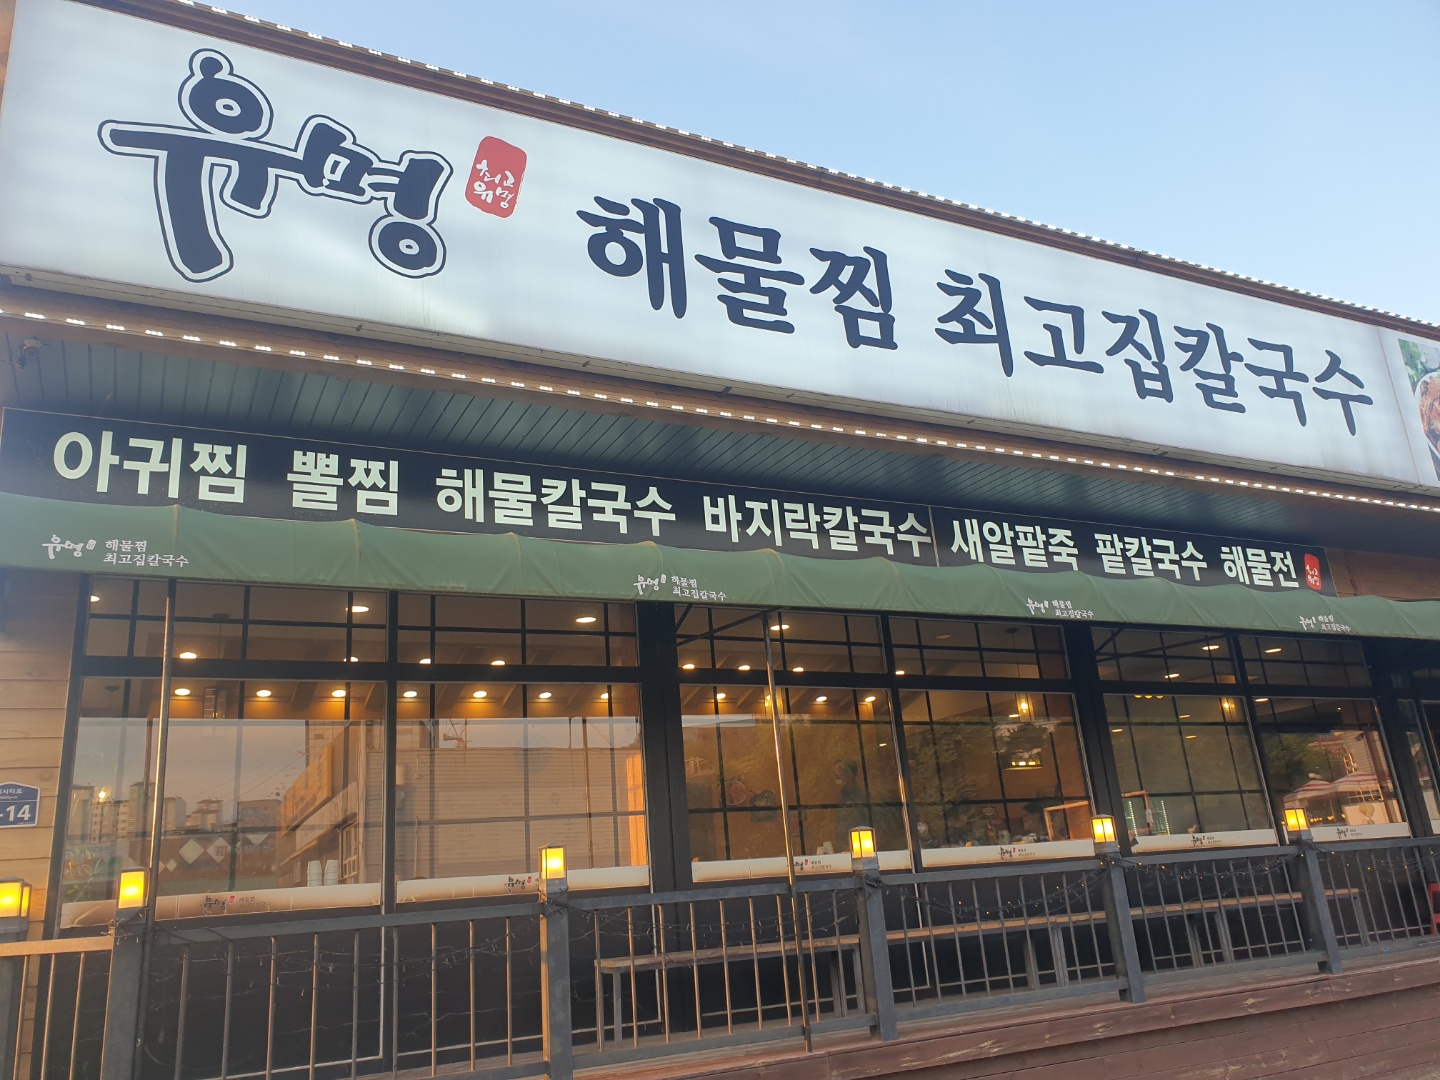 유명 최고유명 해물찜 최고집칼국수
아귀찜 뽈찜 해물칼국수 바지락칼국수 새알팥죽 팥칼국수 해물전
유명 해물찜
최고집칼국수
유명 해물찜
최고집칼국수
유명 해물찜
최고집칼국수
유명 해물찜
최고집칼국수
-14